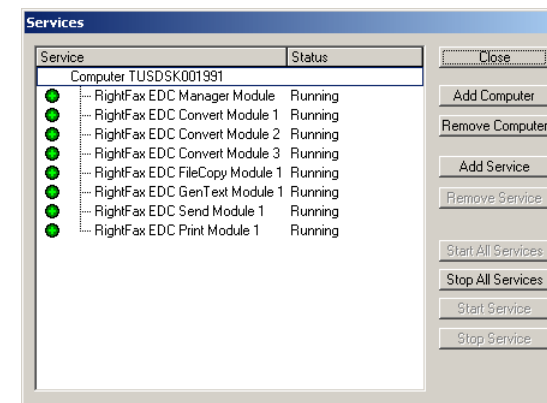 Services
Service Status
Computer TUSDSK001991
RightFax EDC Manager Module Running
RightFax EDC Convert Module 1 Running
RightFax EDC Convert Module 2 Running
RightFax EDC Convert Module 3 Running
RightFax EDC FileCopy Module 1 Running
RightFax EDC GenText Module 1 Running
RightFax EDC Send Module 1 Running
RightFax EDC Print Module 1 Running
Close
Add Computer
Remove Computer
Add Service
Remove Service
Start All Services
Stop All Services
Start Service
Stop Service